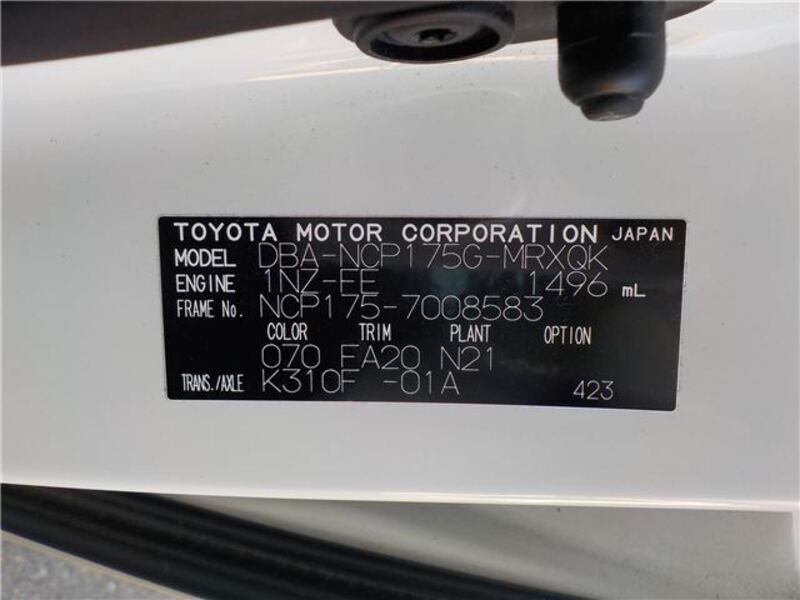 TOYOTA MOTOR CORPORATION JAPAN
MODEL DBA-NCP175G-MRXQK
ENGINE 1NZ-FE 1496 mL
FRAME No. NCP175-7008583
COLOR TRIM PLANT OPTION
070 FA20 N21
TRANS./AXLE K310F -01A 423